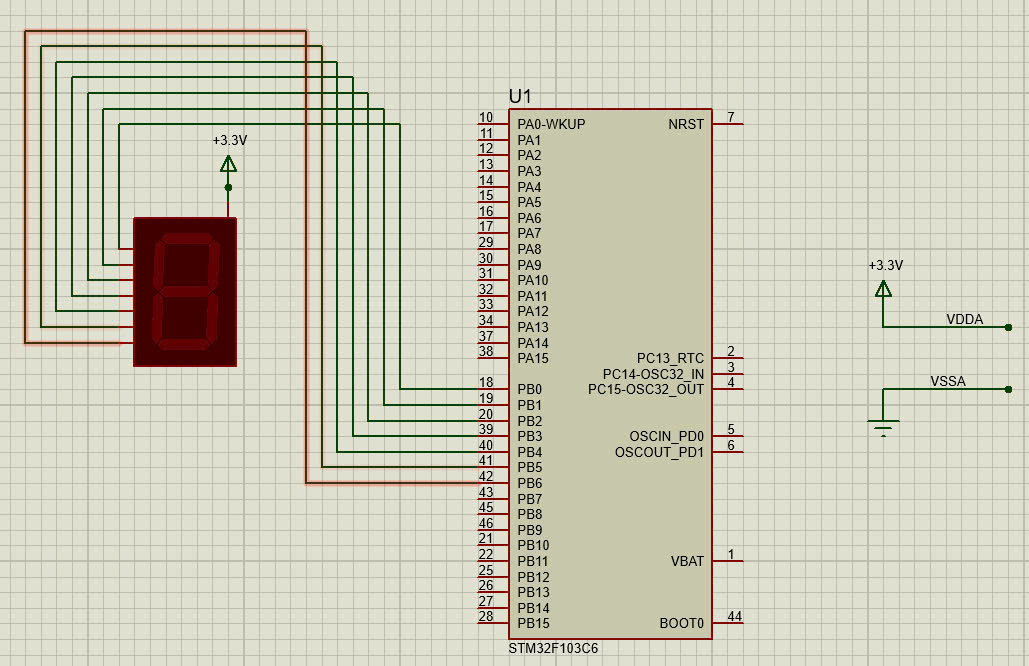 U1
+3.3V
10 PA0-WKUP NRST 7
11 PA1
12 PA2
13 PA3
14 PA4
15 PA5
16 PA6
17 PA7
29 PA8
30 PA9
31 PA10
32 PA11
33 PA12
34 PA13
37 PA14
38 PA15 PC13_RTC 2
PC14-OSC32_IN 3
18 PB0 PC15-OSC32_OUT 4
19 PB1
20 PB2
39 PB3 OSCIN_PD0 5
40 PB4 OSCOUT_PD1 6
41 PB5
42 PB6
43 PB7
45 PB8
46 PB9
21 PB10
22 PB11 VBAT 1
25 PB12
26 PB13
27 PB14
28 PB15 BOOT0 44
STM32F103C6
+3.3V
VDDA
VSSA